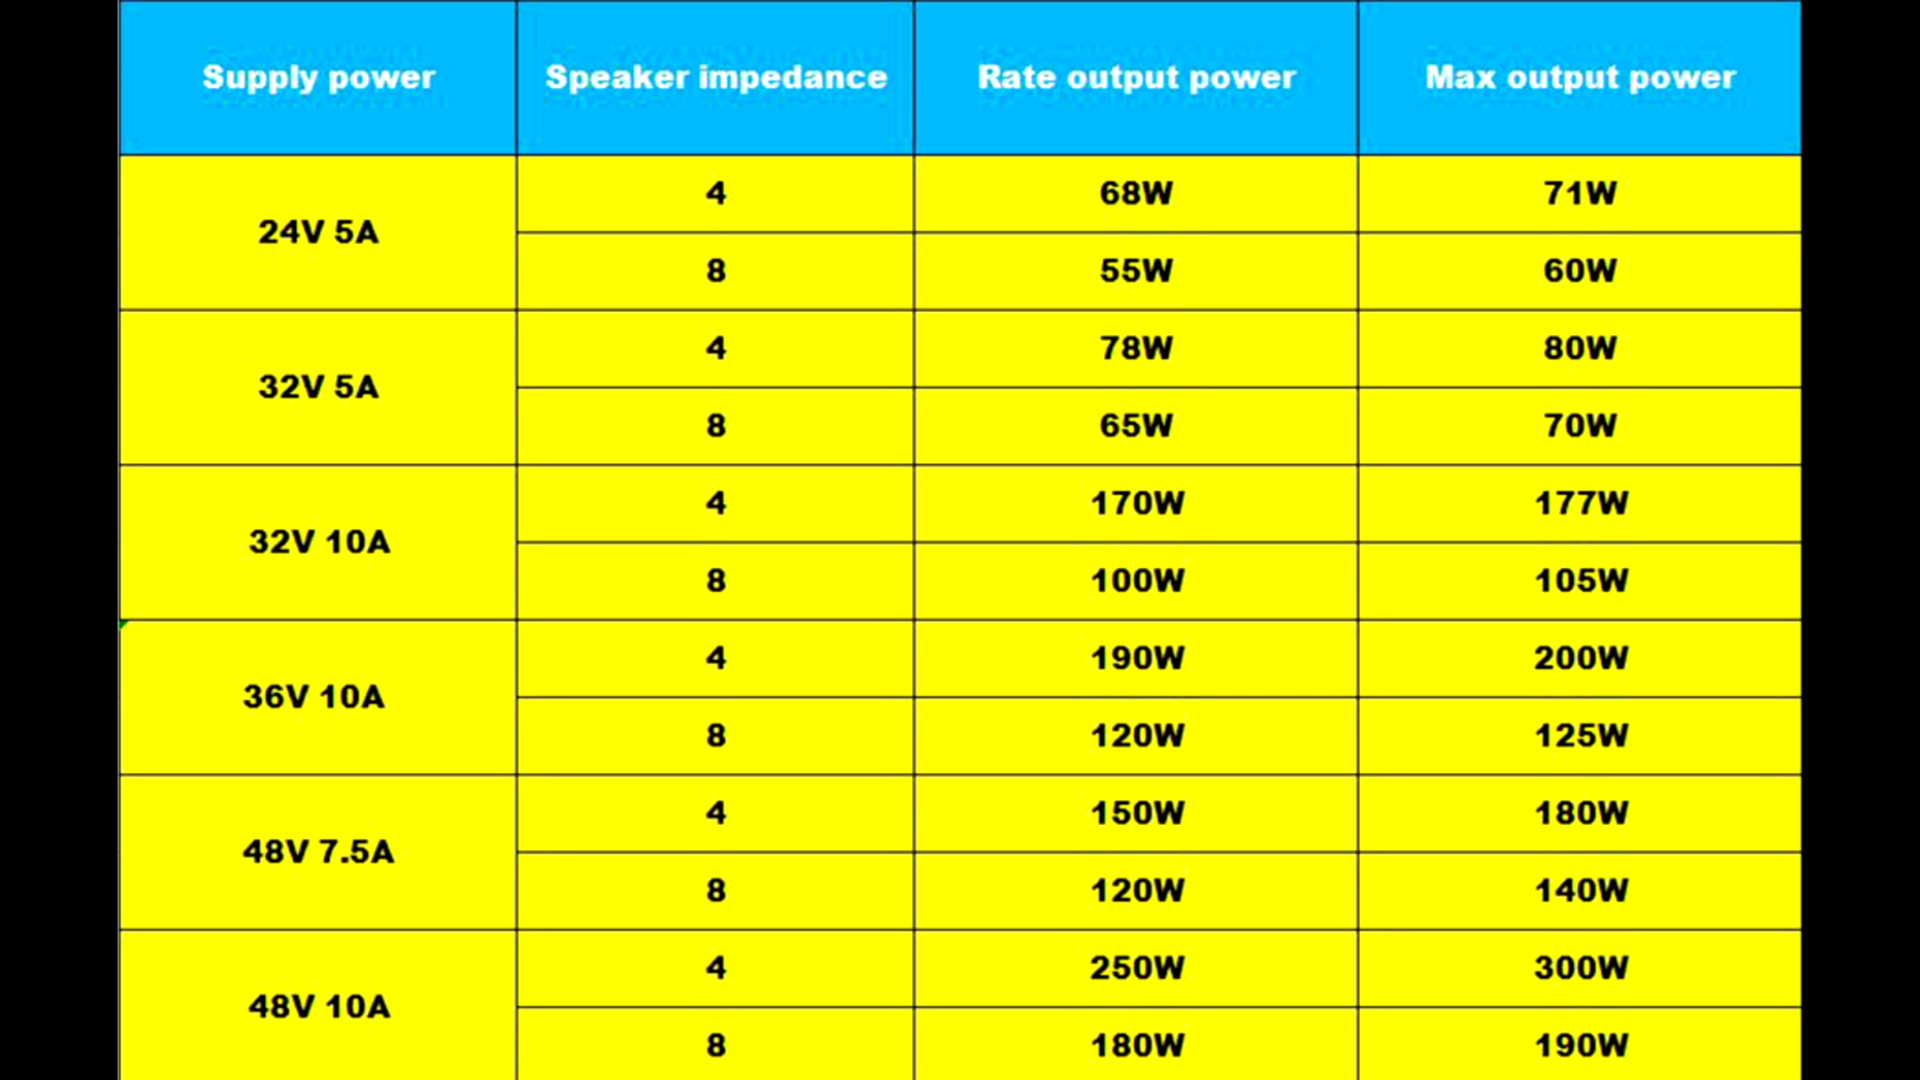 Supply power Speaker impedance Rate output power Max output power
24V 5A 4 68W 71W
8 55W 60W
32V 5A 4 78W 80W
8 65W 70W
32V 10A 4 170W 177W
8 100W 105W
36V 10A 4 190W 200W
8 120W 125W
48V 7.5A 4 150W 180W
8 120W 140W
48V 10A 4 250W 300W
8 180W 190W